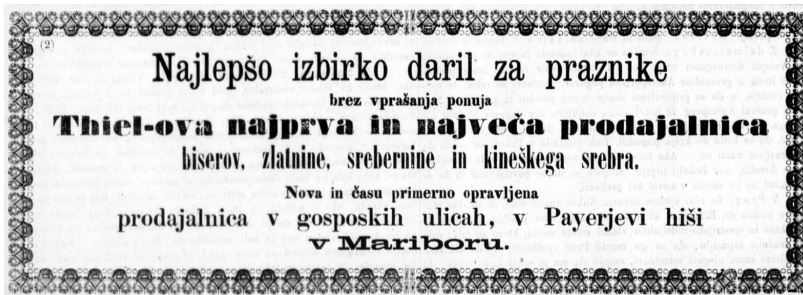 (2)
Najlepšo izbirko daril za praznike
brez vprašanja ponuja
Thiel-ova najprva in največa prodajalnica
biserov, zlatnine, srebernine in kineškega srebra.
Nova in času primerno opravljena
prodajalnica v gosposkih ulicah, v Payerjevi hiši
v Mariboru.